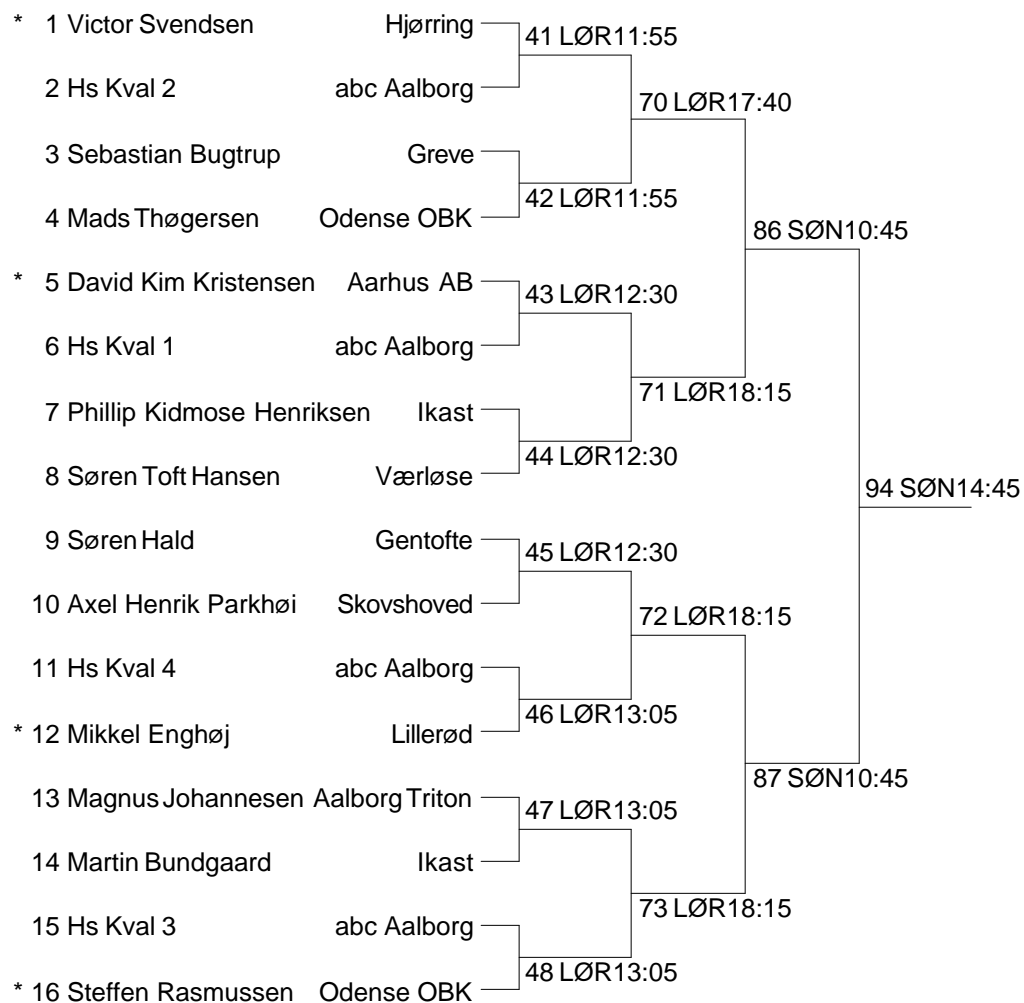 * 1 Victor Svendsen Hjørring
41 LØR11:55
2 Hs Kval 2 abc Aalborg
70 LØR17:40
3 Sebastian Bugtrup Greve
42 LØR11:55
4 Mads Thøgersen Odense OBK
86 SØN10:45
* 5 David Kim Kristensen Aarhus AB
43 LØR12:30
6 Hs Kval 1 abc Aalborg
71 LØR18:15
7 Phillip Kidmose Henriksen Ikast
44 LØR12:30
8 Søren Toft Hansen Værløse
94 SØN14:45
9 Søren Hald Gentofte
45 LØR12:30
10 Axel Henrik Parkhøi Skovshoved
72 LØR18:15
11 Hs Kval 4 abc Aalborg
46 LØR13:05
* 12 Mikkel Enghøj Lillerød
87 SØN10:45
13 Magnus Johannesen Aalborg Triton
47 LØR13:05
14 Martin Bundgaard Ikast
73 LØR18:15
15 Hs Kval 3 abc Aalborg
48 LØR13:05
* 16 Steffen Rasmussen Odense OBK